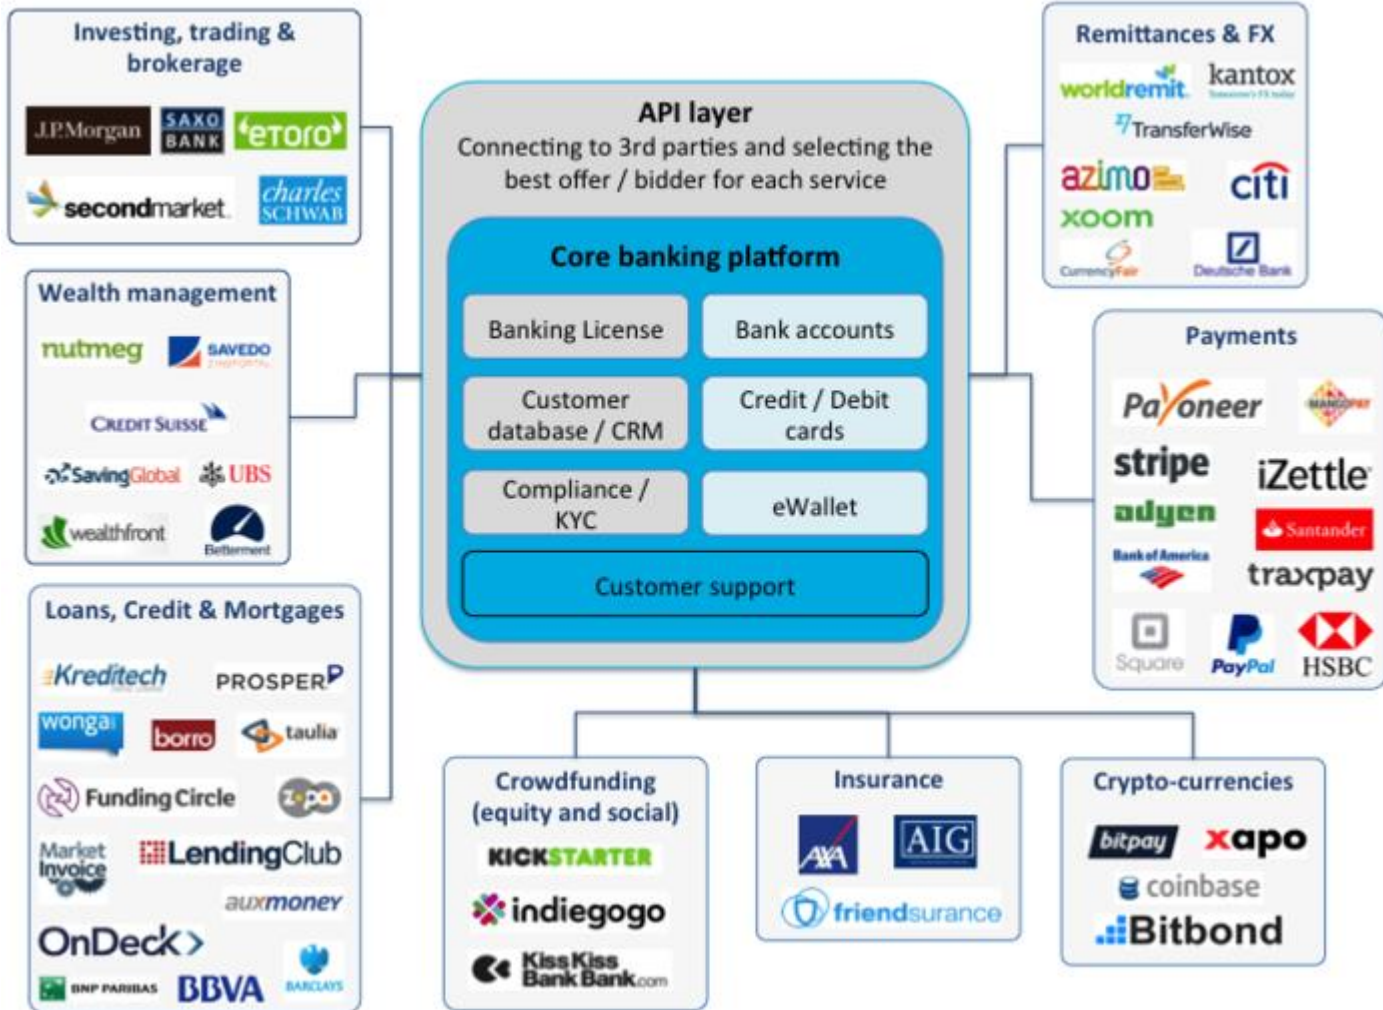 Investing, trading &
brokerage
J.P.Morgan
SAXO
BANK
eTORO
secondmarket
charles
SCHWAB
Wealth management
nutmeg
SAVEDO
CREDIT SUISSE
SavingGlobal
UBS
wealthfront
Betterment
Loans, Credit & Mortgages
Kreditech
PROSPER
wonga
borro
taulia
Funding Circle
zopa
Market
Invoice
LendingClub
auxmoney
OnDeck
BNP PARIBAS
BBVA
BARCLAYS
API layer
Connecting to 3rd parties and selecting the
best offer / bidder for each service
Core banking platform
Banking License
Bank accounts
Customer
database / CRM
Credit / Debit
cards
Compliance /
KYC
eWallet
Customer support
Crowdfunding
(equity and social)
KICKSTARTER
indiegogo
KissKiss
BankBank.com
Insurance
AXA
AIG
friendsurance
Crypto-currencies
bitpay
xapo
coinbase
Bitbond
Remittances & FX
worldremit
kantox
Tomorrow's FX today
TransferWise
azimo
citi
xoom
CurrencyFair
Deutsche Bank
Payments
Payoneer
MANGOPAY
stripe
iZettle
adyen
Santander
Bank of America
traxpay
Square
PayPal
HSBC